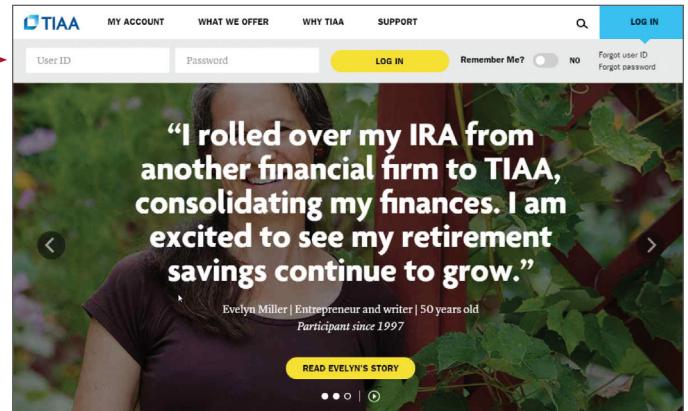 TIAA
MY ACCOUNT WHAT WE OFFER WHY TIAA SUPPORT LOG IN
User ID Password LOG IN Remember Me? NO Forgot user ID
Forgot password
“I rolled over my IRA from
another financial firm to TIAA,
consolidating my finances. I am
excited to see my retirement
savings continue to grow.”
Evelyn Miller | Entrepreneur and writer | 50 years old
Participant since 1997
READ EVELYN'S STORY